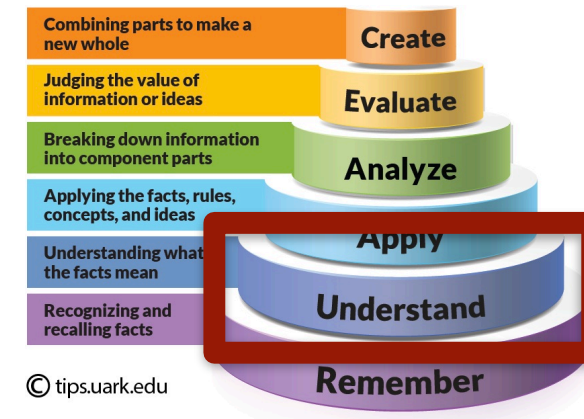 Combining parts to make a
new whole
Create
Judging the value of
information or ideas
Evaluate
Breaking down information
into component parts
Analyze
Applying the facts, rules,
concepts, and ideas
Apply
Understanding what
the facts mean
Understand
Recognizing and
recalling facts
Remember
© tips.uark.edu